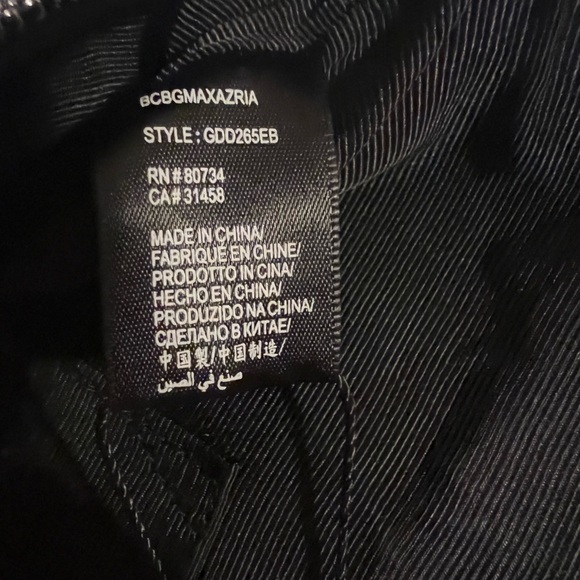 BCBGMAXAZRIA
STYLE: GDD265EB
RN# 80734
CA# 31458
MADE IN CHINA/
FABRIQUÉ EN CHINE/
PRODOTTO IN CINA/
HECHO EN CHINA/
PRODUZIDO NA CHINA/
СДЕЛАНО В КИТАЕ/
中国製/中国制造/
صنع في الصين